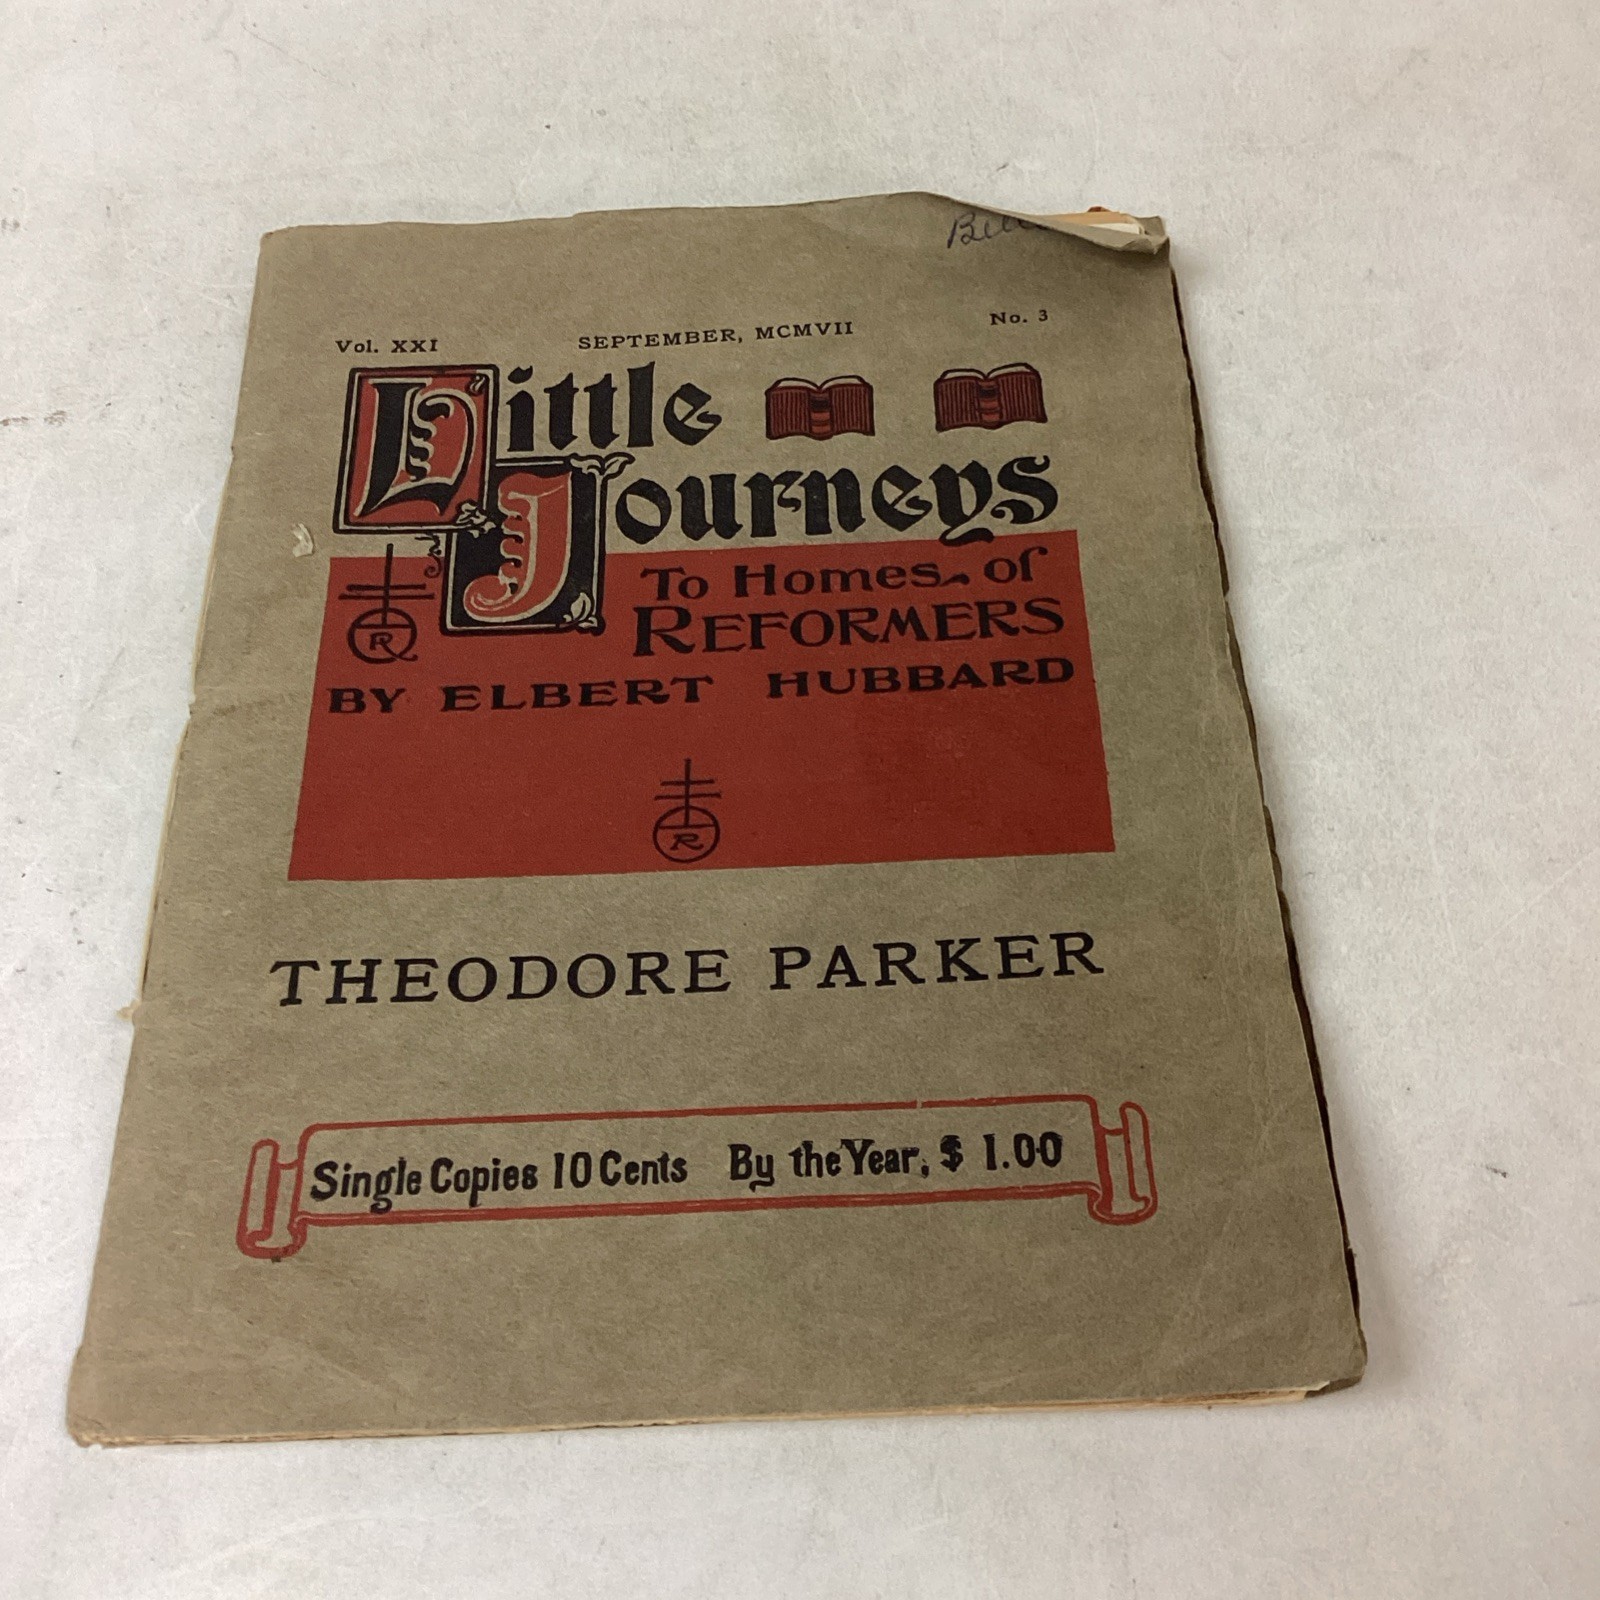 Vol. XXI SEPTEMBER, MCMVII No. 3
Little
Journeys
To Homes of
REFORMERS
BY ELBERT HUBBARD
R
R
THEODORE PARKER
Single Copies 10 Cents By the Year, $ 1.00